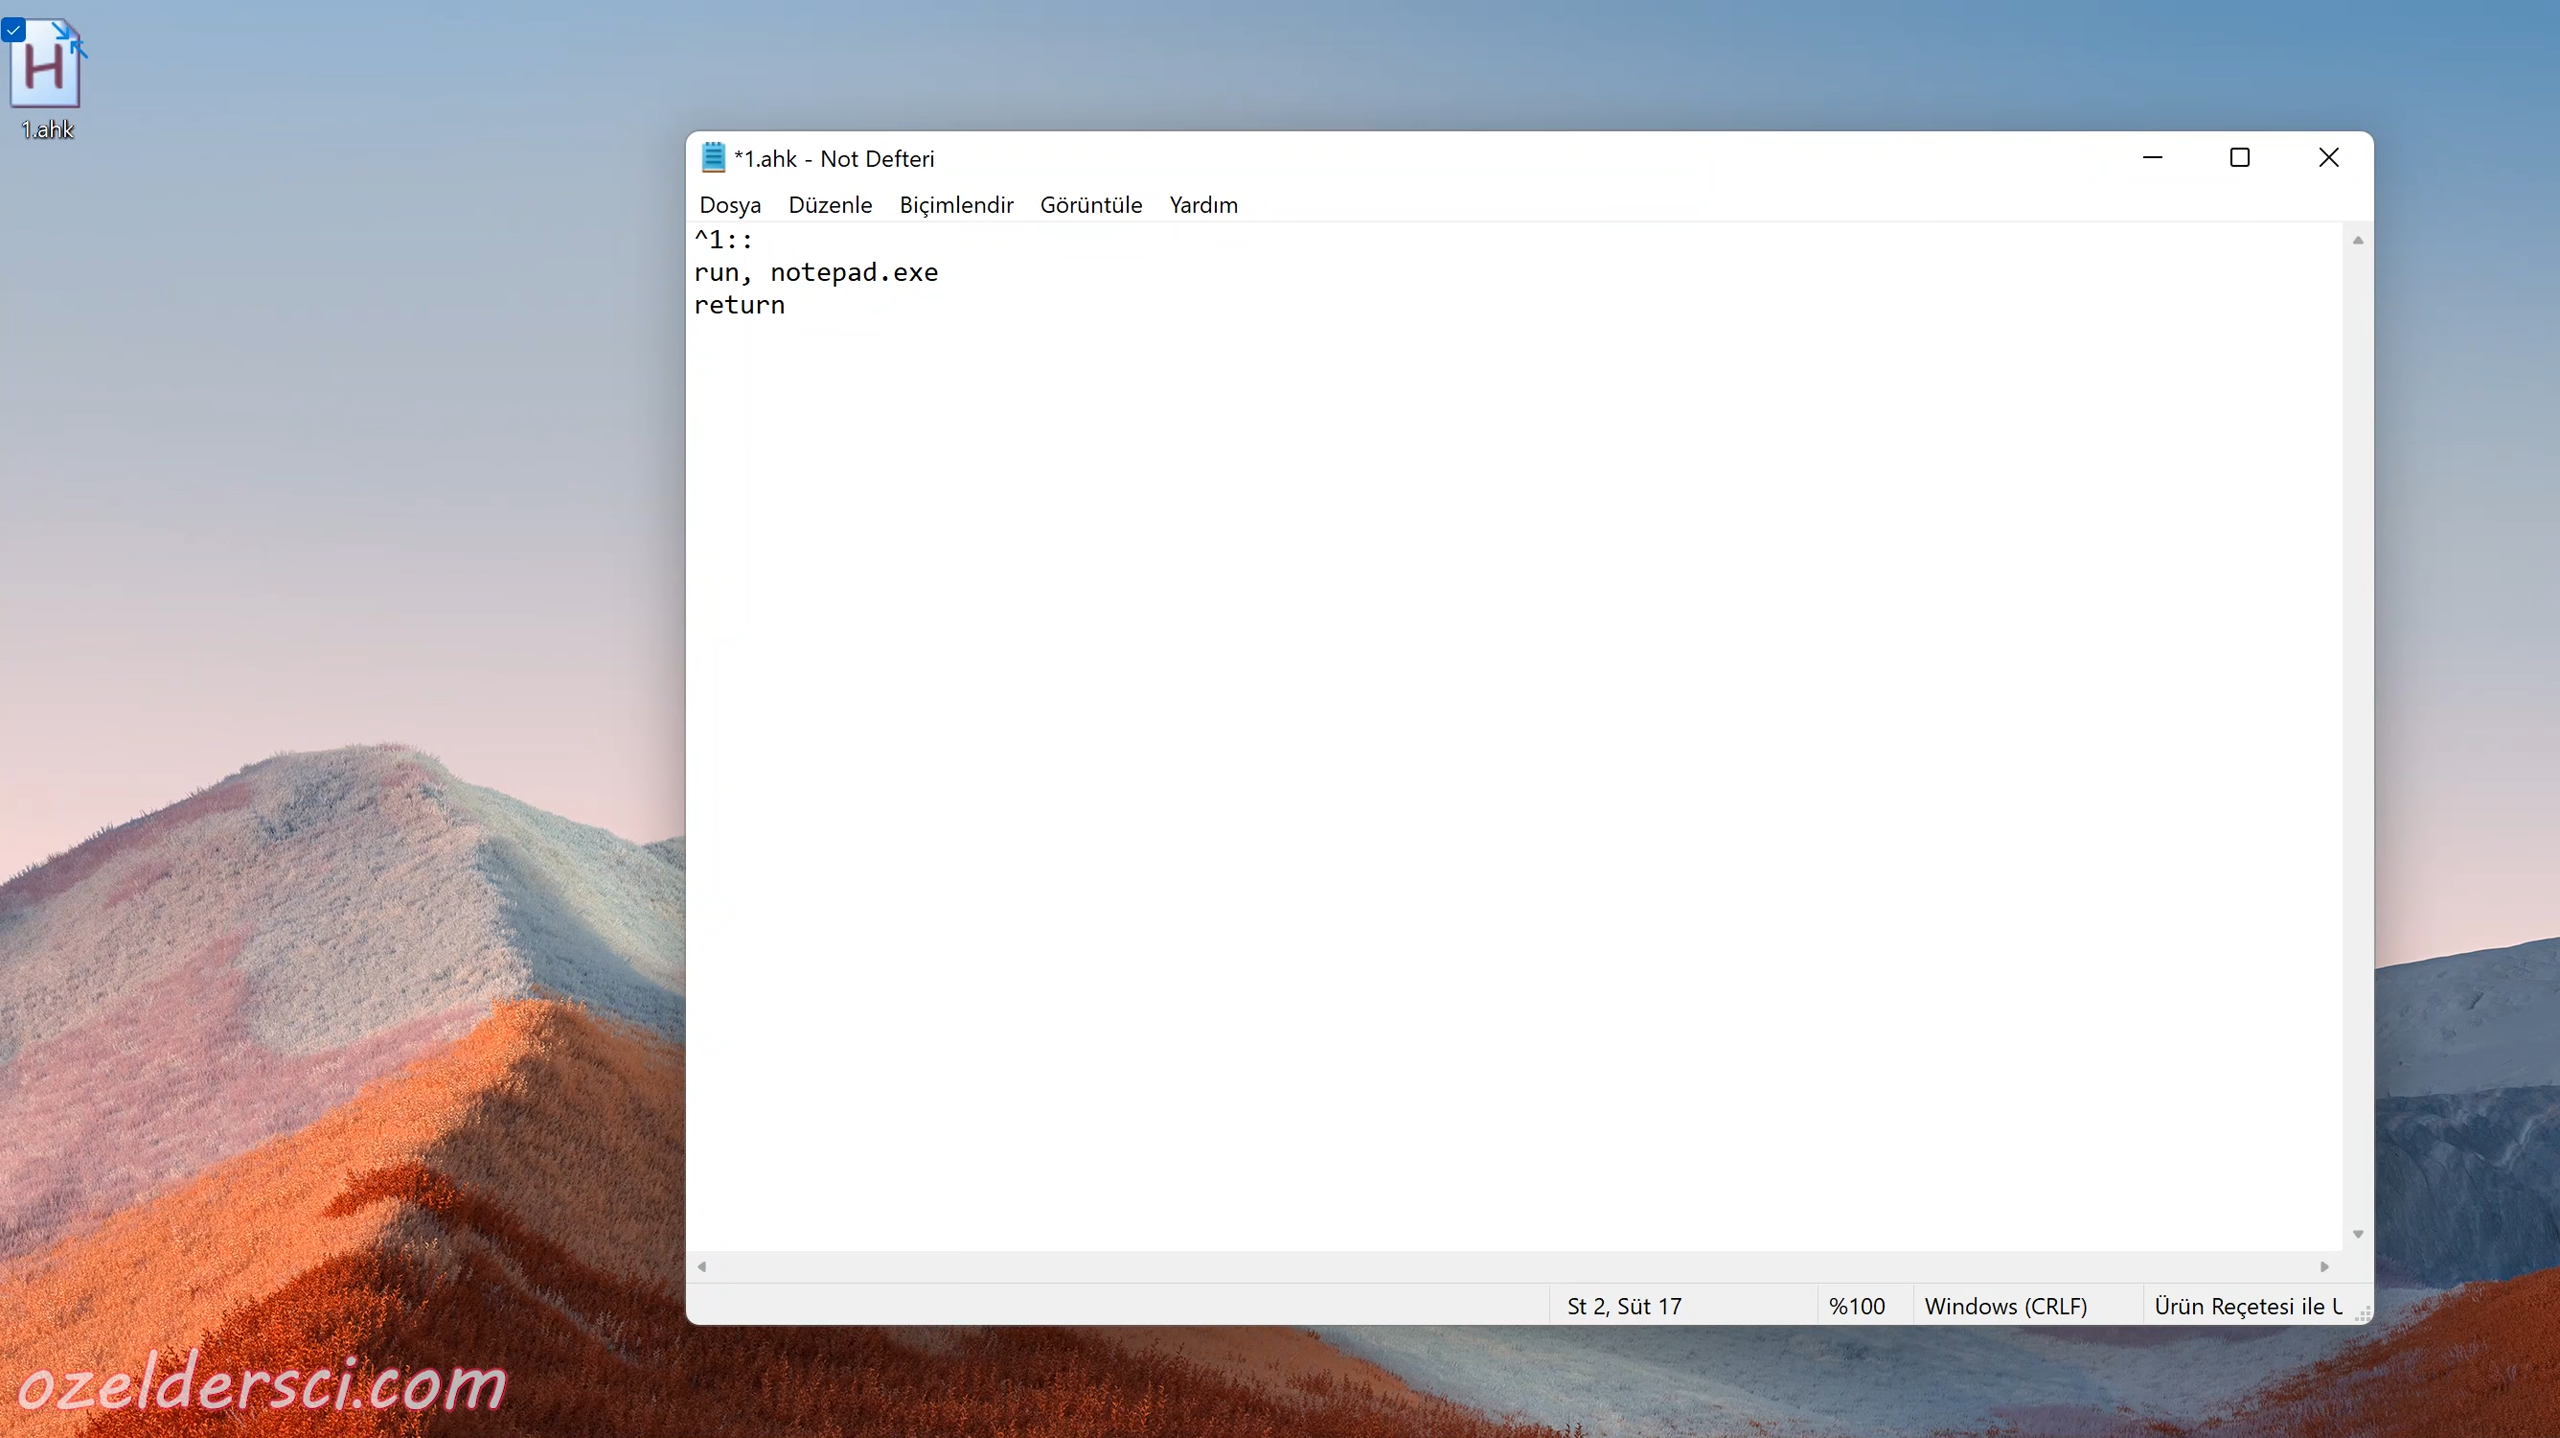 H
1.ahk
*1.ahk - Not Defteri
Dosya Düzenle Biçimlendir Görüntüle Yardım
^1::
run, notepad.exe
return
St 2, Süt 17 %100 Windows (CRLF) Ürün Reçetesi ile U
ozeldersci.com